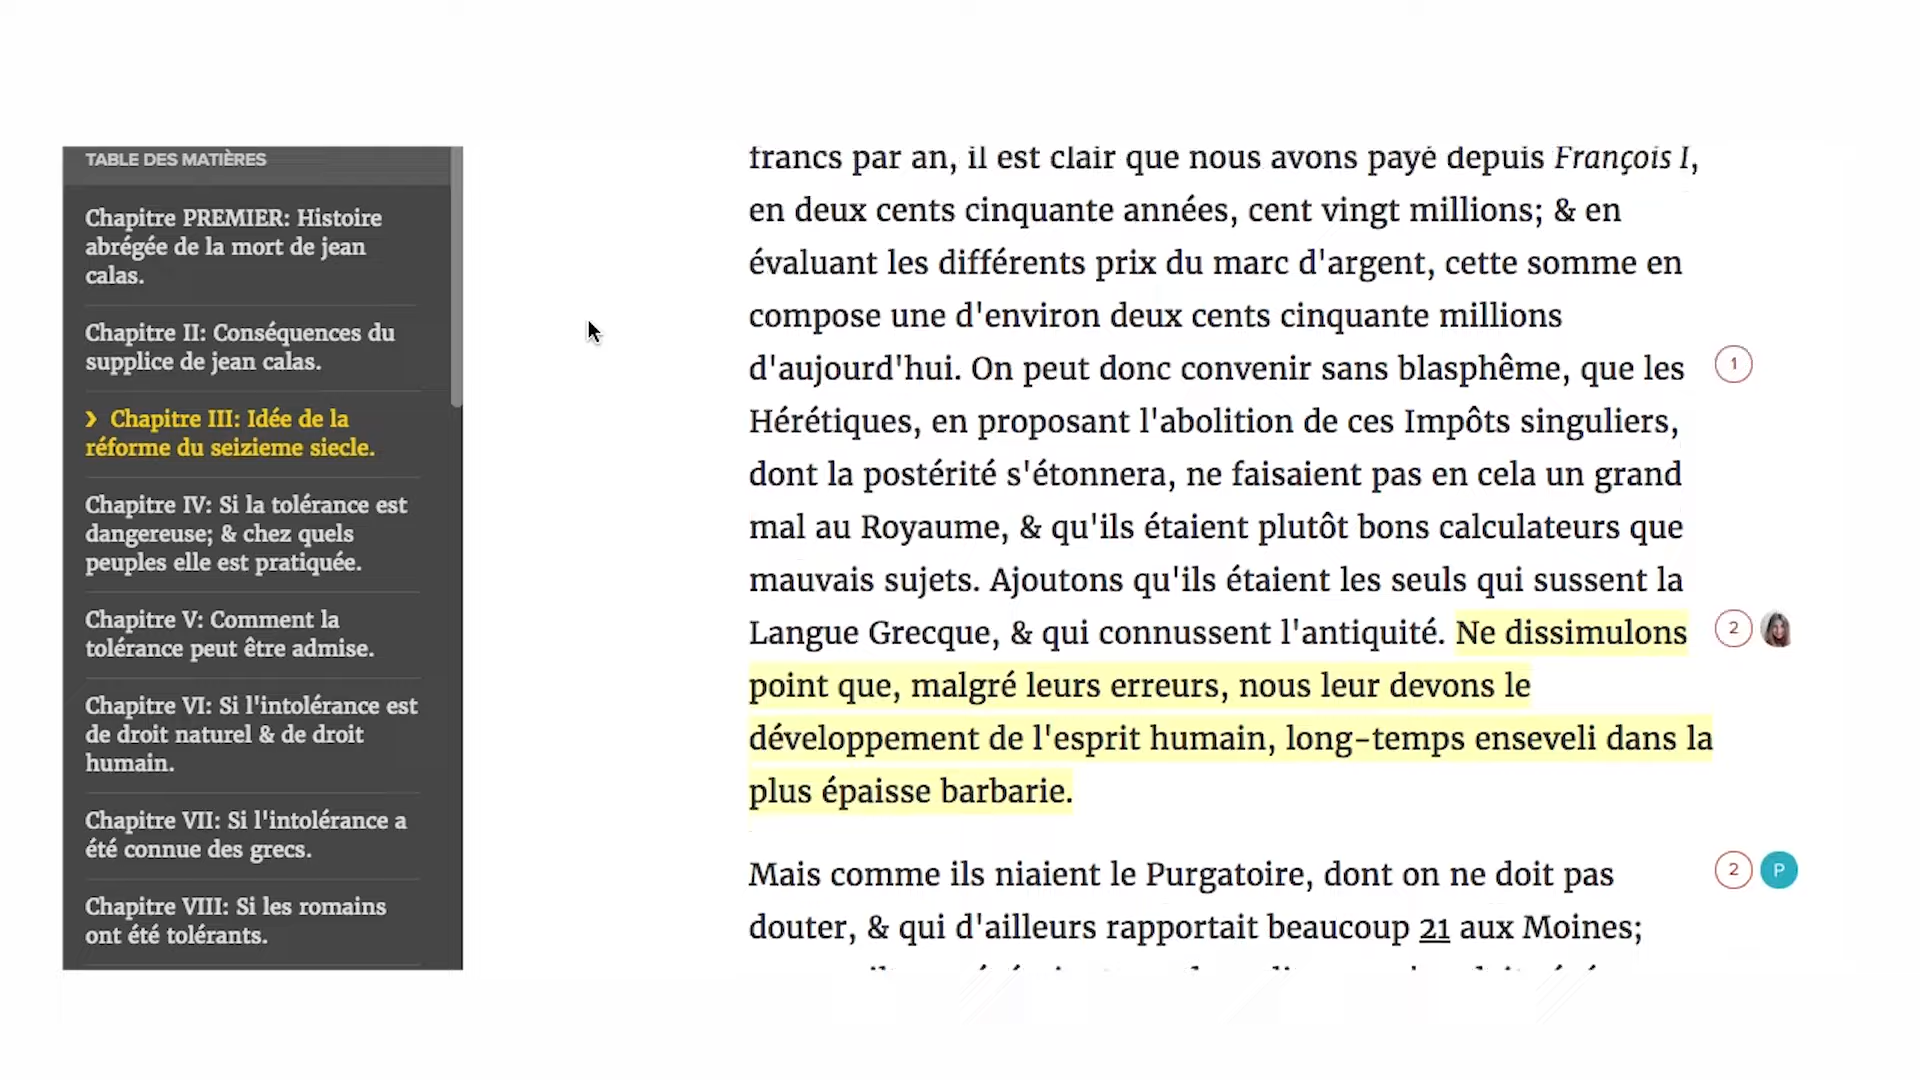 TABLE DES MATIÈRES
Chapitre PREMIER: Histoire
abrégée de la mort de jean
calas.
Chapitre II: Conséquences du
supplice de jean calas.
› Chapitre III: Idée de la
réforme du seizieme siecle.
Chapitre IV: Si la tolérance est
dangereuse; & chez quels
peuples elle est pratiquée.
Chapitre V: Comment la
tolérance peut être admise.
Chapitre VI: Si l'intolérance est
de droit naturel & de droit
humain.
Chapitre VII: Si l'intolérance a
été connue des grecs.
Chapitre VIII: Si les romains
ont été tolérants.
francs par an, il est clair que nous avons payé depuis François I,
en deux cents cinquante années, cent vingt millions; & en
évaluant les différents prix du marc d'argent, cette somme en
compose une d'environ deux cents cinquante millions
d'aujourd'hui. On peut donc convenir sans blasphême, que les
1
Hérétiques, en proposant l'abolition de ces Impôts singuliers,
dont la postérité s'étonnera, ne faisaient pas en cela un grand
mal au Royaume, & qu'ils étaient plutôt bons calculateurs que
mauvais sujets. Ajoutons qu'ils étaient les seuls qui sussent la
Langue Grecque, & qui connussent l'antiquité. Ne dissimulons
2
point que, malgré leurs erreurs, nous leur devons le
développement de l'esprit humain, long-temps enseveli dans la
plus épaisse barbarie.
Mais comme ils niaient le Purgatoire, dont on ne doit pas
2 P
douter, & qui d'ailleurs rapportait beaucoup 21 aux Moines;